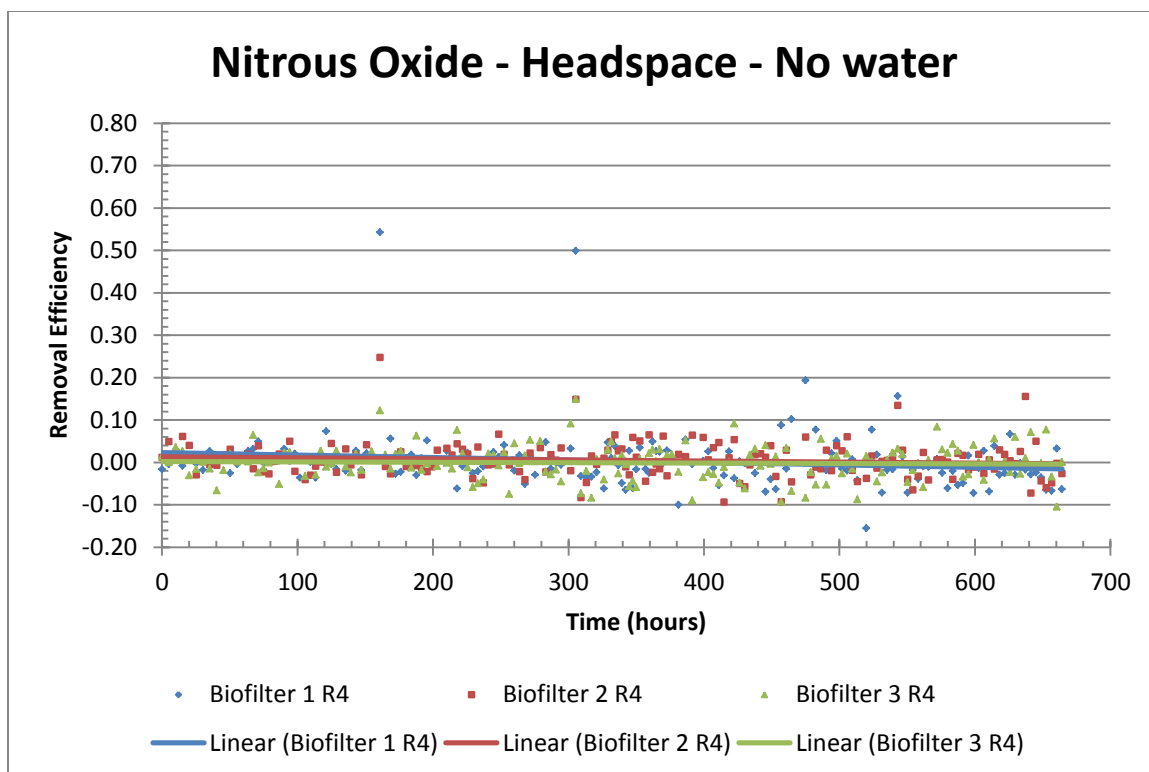 Nitrous Oxide - Headspace - No water
0.80
0.70
0.60
0.50
0.40
0.30
0.20
0.10
0.00
-0.10
-0.20
Removal Efficiency
0 100 200 300 400 500 600 700
Time (hours)
Biofilter 1 R4 Biofilter 2 R4 Biofilter 3 R4
Linear (Biofilter 1 R4) Linear (Biofilter 2 R4) Linear (Biofilter 3 R4)